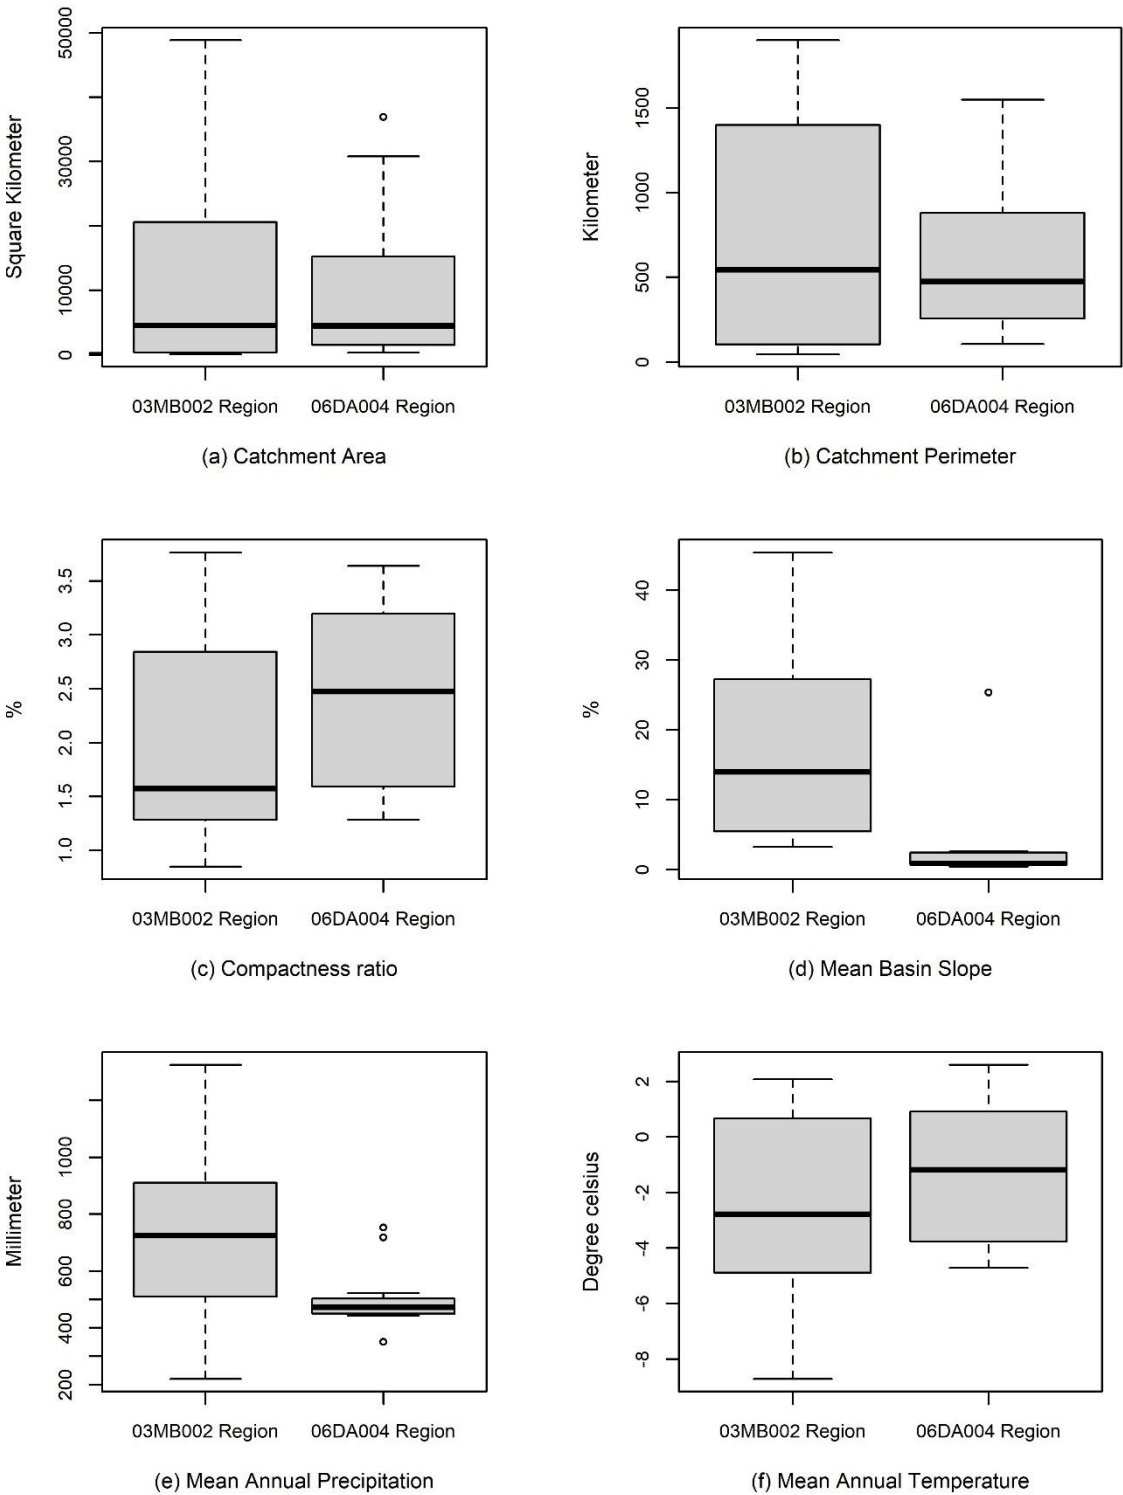 50000
30000
10000
0
Square Kilometer
03MB002 Region
06DA004 Region
(a) Catchment Area
1500
1000
500
0
Kilometer
03MB002 Region
06DA004 Region
(b) Catchment Perimeter
3.5
3.0
2.5
2.0
1.5
1.0
%
03MB002 Region
06DA004 Region
(c) Compactness ratio
40
30
20
10
0
%
03MB002 Region
06DA004 Region
(d) Mean Basin Slope
1000
800
600
400
200
Millimeter
03MB002 Region
06DA004 Region
(e) Mean Annual Precipitation
2
0
-2
-4
-6
-8
Degree celsius
03MB002 Region
06DA004 Region
(f) Mean Annual Temperature